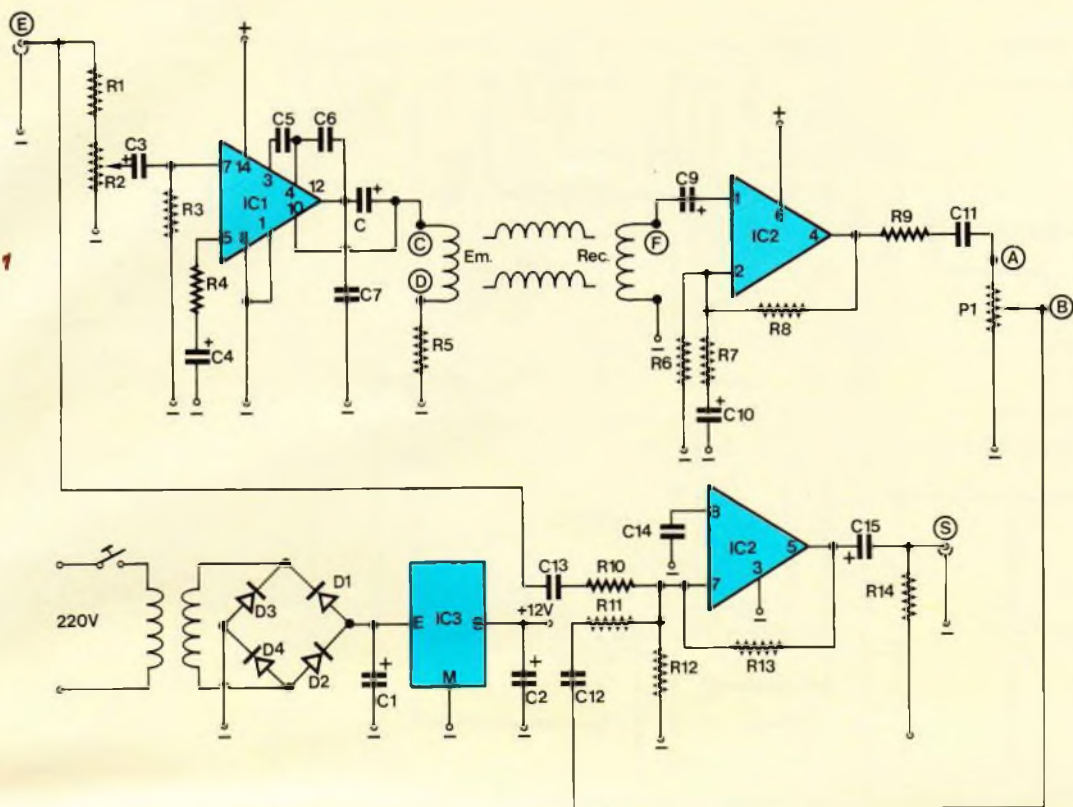 E
R1
R2
C3
+
R3
7
14
+
3
4
12
10
IC1
5
8
1
R4
+
C4
C5
C6
C
+
C7
C
D
Em.
R5
Rec.
F
C9
+
+
1
6
IC2
4
2
R6
R7
+
C10
R8
R9
C11
A
P1
B
1
220V
D1
D3
D4
D2
+
C1
E
IC3
S
M
+12V
+
C2
C13
R10
R11
C12
R12
C14
8
IC2
5
3
7
R13
C15
+
R14
S